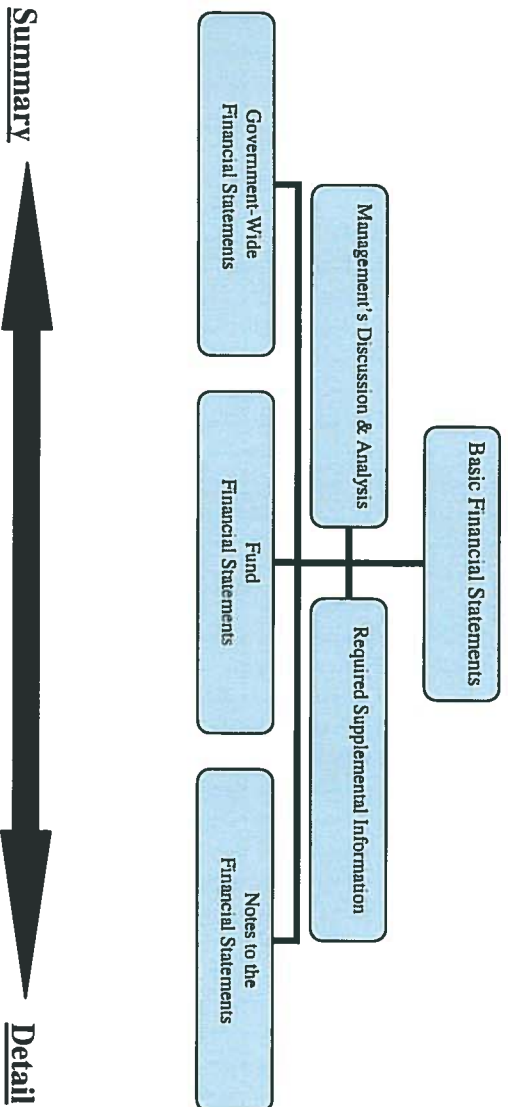 Basic Financial Statements
Management's Discussion & Analysis
Required Supplemental Information
Government-Wide
Financial Statements
Fund
Financial Statements
Notes to the
Financial Statements
Summary
Detail